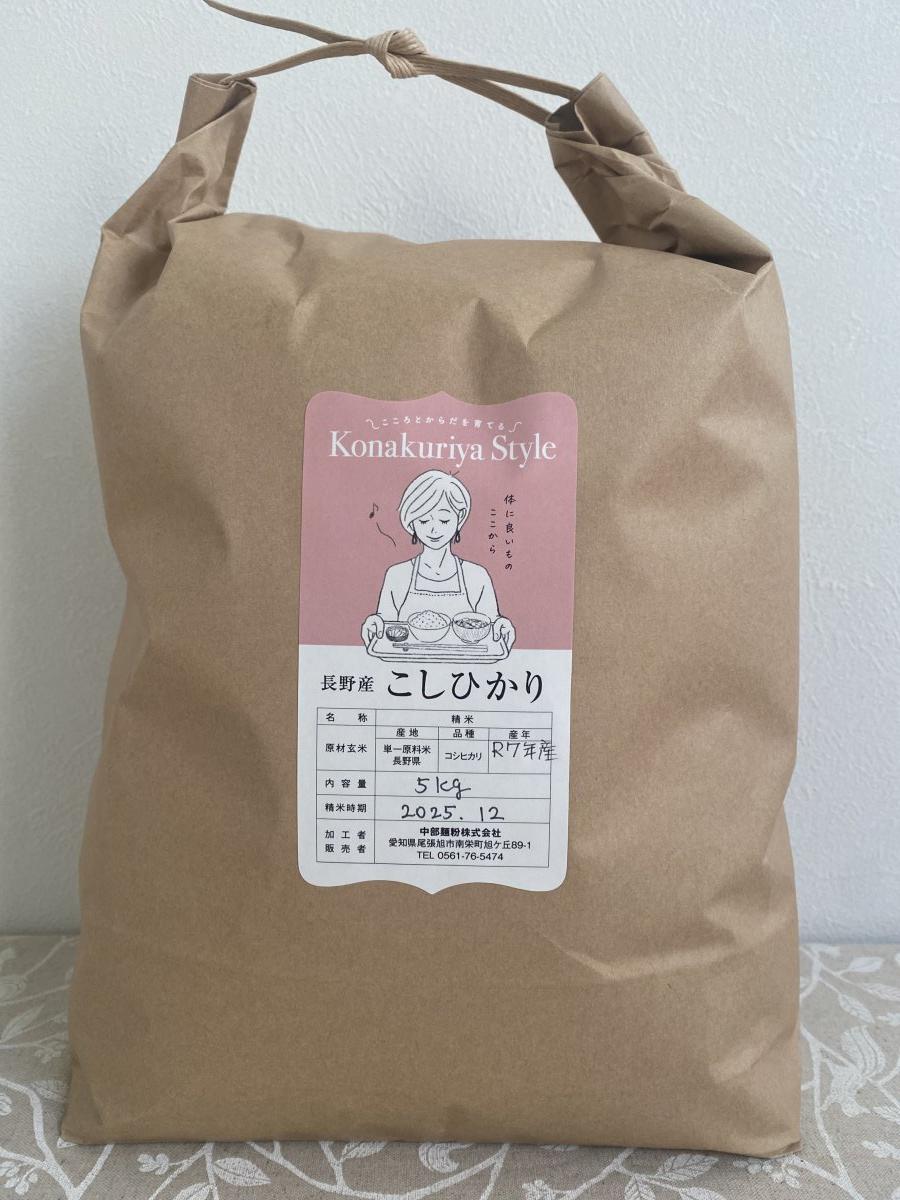 こころとからだを育てる
Konakuriya Style
体に良いもの
ここから
長野産 こしひかり
名 称 精米
原材玄米 産地 品種 産年
単一原料米 コシヒカリ R7年産
長野県
内容量 5kg
精米時期 2025.12
加工者 中部麺粉株式会社
販売者 愛知県尾張旭市南栄町旭ケ丘89-1
TEL 0561-76-5474